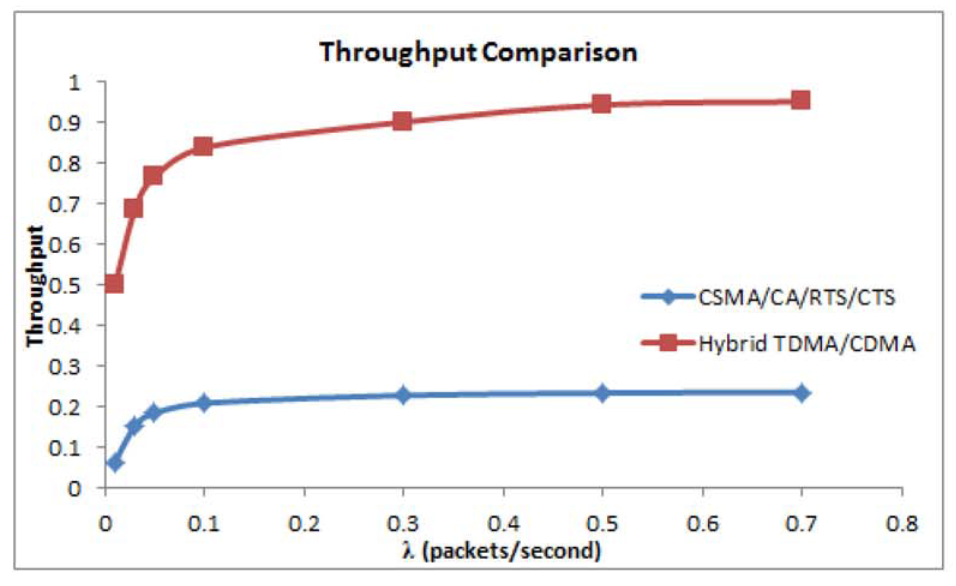 Throughput Comparison
1
0.9
0.8
0.7
0.6
0.5
0.4
0.3
0.2
0.1
0
Throughput
CSMA/CA/RTS/CTS
Hybrid TDMA/CDMA
0 0.1 0.2 0.3 0.4 0.5 0.6 0.7 0.8
λ (packets/second)